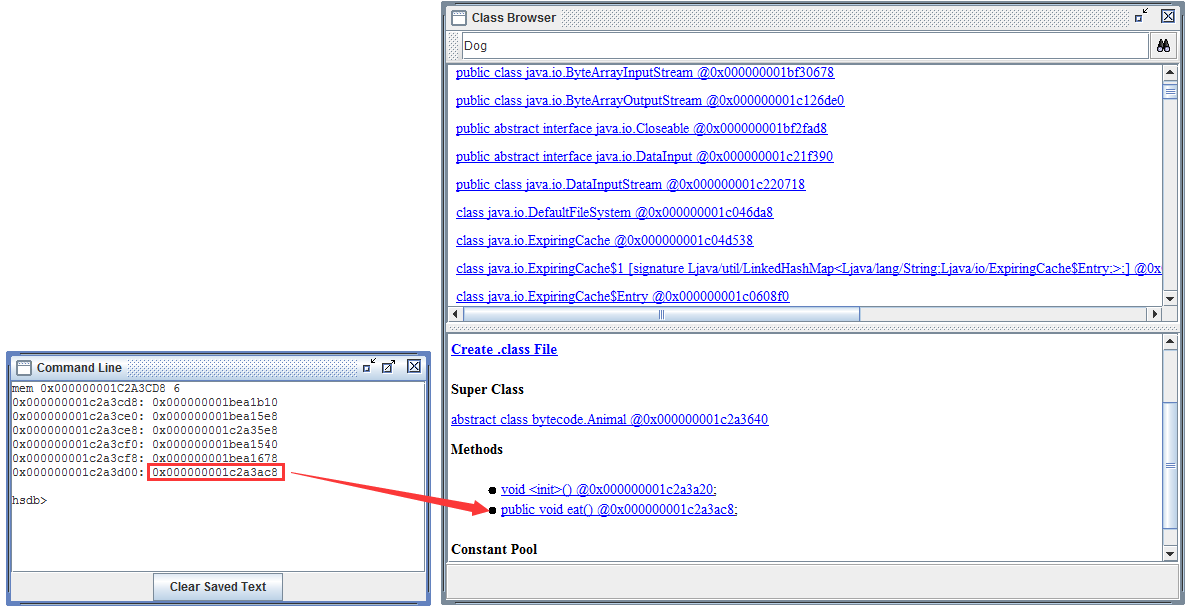 Class Browser
Dog
public class java.io.ByteArrayInputStream @0x000000001bf30678
public class java.io.ByteArrayOutputStream @0x000000001c126de0
public abstract interface java.io.Closeable @0x000000001bf2fad8
public abstract interface java.io.DataInput @0x000000001c21f390
public class java.io.DataInputStream @0x000000001c220718
class java.io.DefaultFileSystem @0x000000001c046da8
class java.io.ExpiringCache @0x000000001c04d538
class java.io.ExpiringCache$1 [signature Ljava/util/LinkedHashMap<Ljava/lang/String;Ljava/io/ExpiringCache$Entry;>;] @0x
class java.io.ExpiringCache$Entry @0x000000001c0608f0
Create .class File
Super Class
abstract class bytecode.Animal @0x000000001c2a3640
Methods
void <init>() @0x000000001c2a3a20;
public void eat() @0x000000001c2a3ac8;
Constant Pool
Command Line
mem 0x000000001C2A3CD8 6
0x000000001c2a3cd8: 0x000000001bea1b10
0x000000001c2a3ce0: 0x000000001bea15e8
0x000000001c2a3ce8: 0x000000001c2a35e8
0x000000001c2a3cf0: 0x000000001bea1540
0x000000001c2a3cf8: 0x000000001bea1678
0x000000001c2a3d00: 0x000000001c2a3ac8
hsdb>
Clear Saved Text